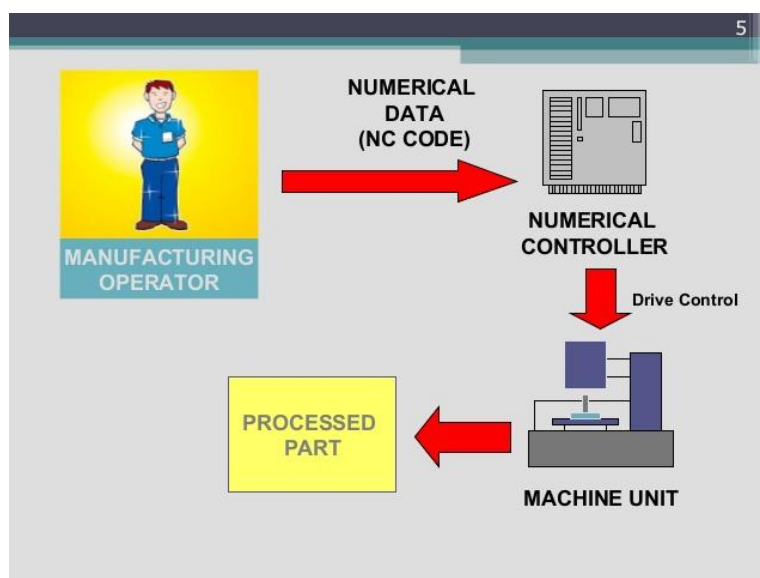 5
NUMERICAL
DATA
(NC CODE)
MANUFACTURING
OPERATOR
NUMERICAL
CONTROLLER
Drive Control
PROCESSED
PART
MACHINE UNIT